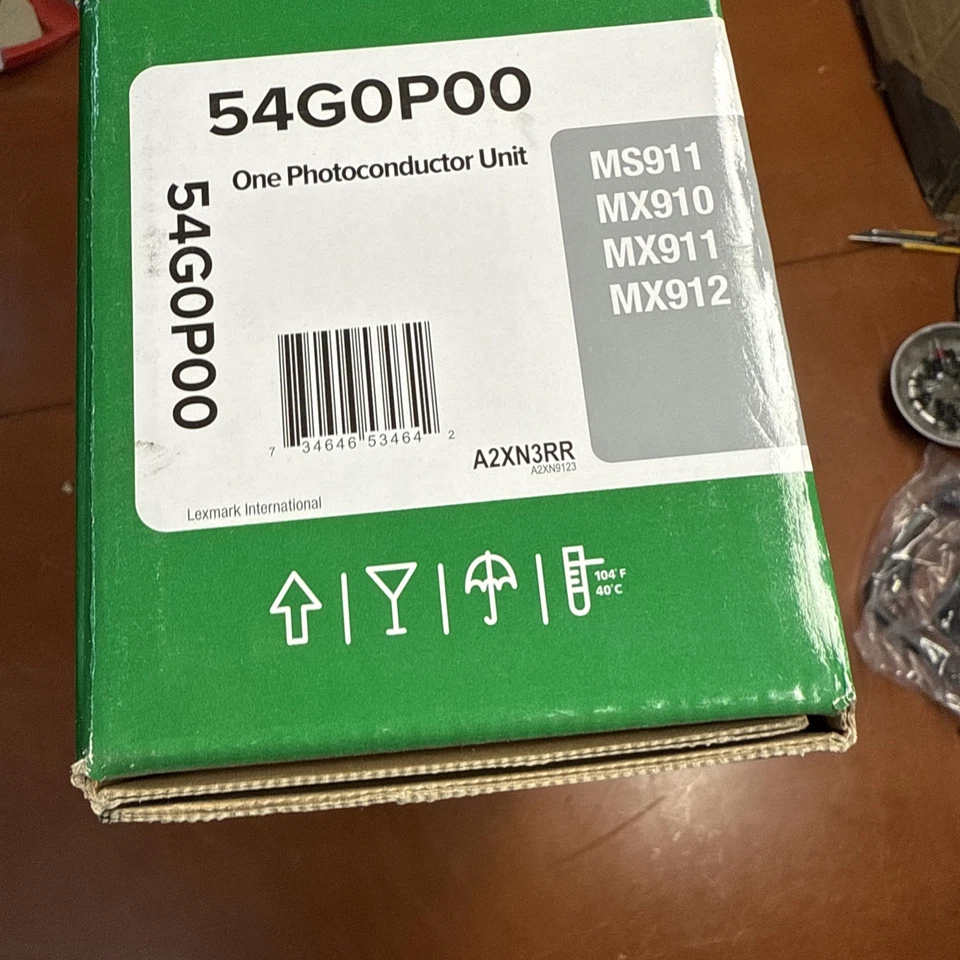 54G0P00
One Photoconductor Unit
54G0P00
MS911
MX910
MX911
MX912
7 34646 53464 2
A2XN3RR
A2XN9123
Lexmark International
104°F
40°C